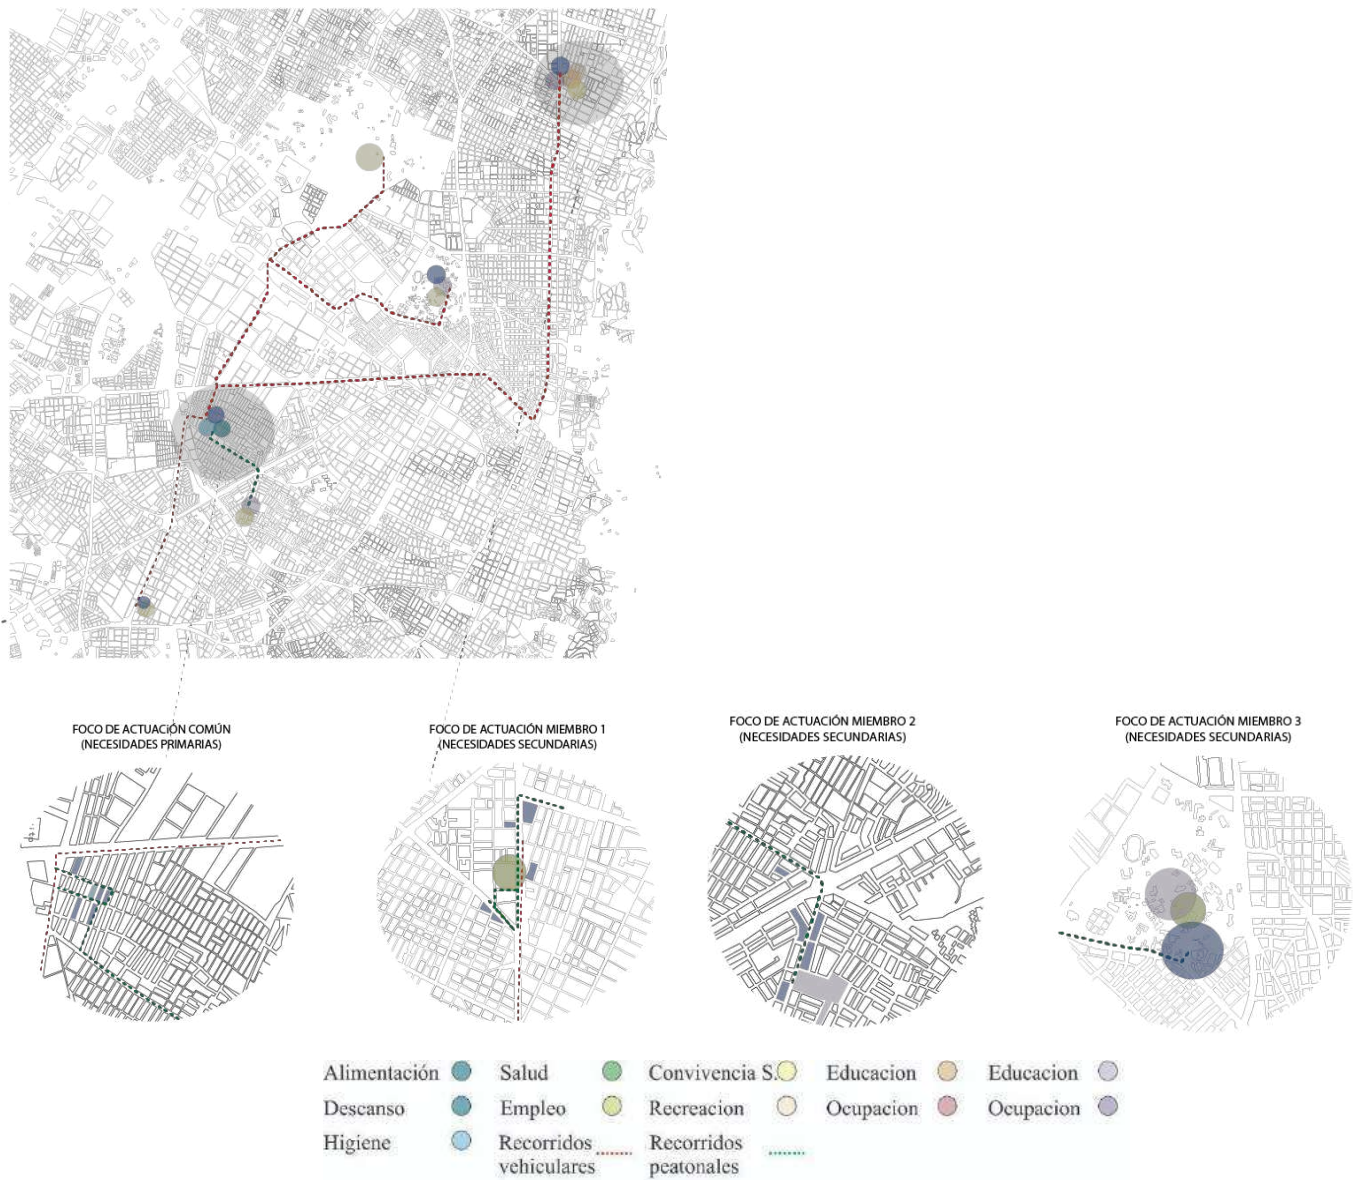 FOCO DE ACTUACIÓN COMÚN
(NECESIDADES PRIMARIAS)
FOCO DE ACTUACIÓN MIEMBRO 1
(NECESIDADES SECUNDARIAS)
FOCO DE ACTUACIÓN MIEMBRO 2
(NECESIDADES SECUNDARIAS)
FOCO DE ACTUACIÓN MIEMBRO 3
(NECESIDADES SECUNDARIAS)
Alimentación Salud Convivencia S. Educacion Educacion
Descanso Empleo Recreacion Ocupacion Ocupacion
Higiene Recorridos vehiculares Recorridos peatonales